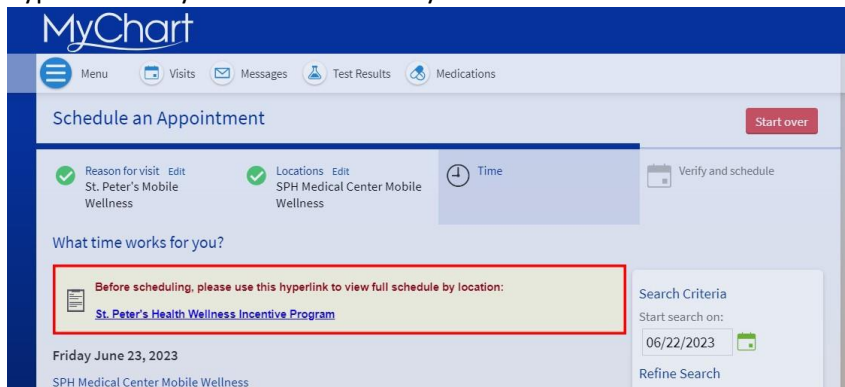 MyChart
Menu Visits Messages Test Results Medications
Schedule an Appointment
Start over
Reason for visit Edit
St. Peter's Mobile
Wellness
Locations Edit
SPH Medical Center Mobile
Wellness
Time
Verify and schedule
What time works for you?
Before scheduling, please use this hyperlink to view full schedule by location:
St. Peter's Health Wellness Incentive Program
Friday June 23, 2023
SPH Medical Center Mobile Wellness
Search Criteria
Start search on:
06/22/2023
Refine Search